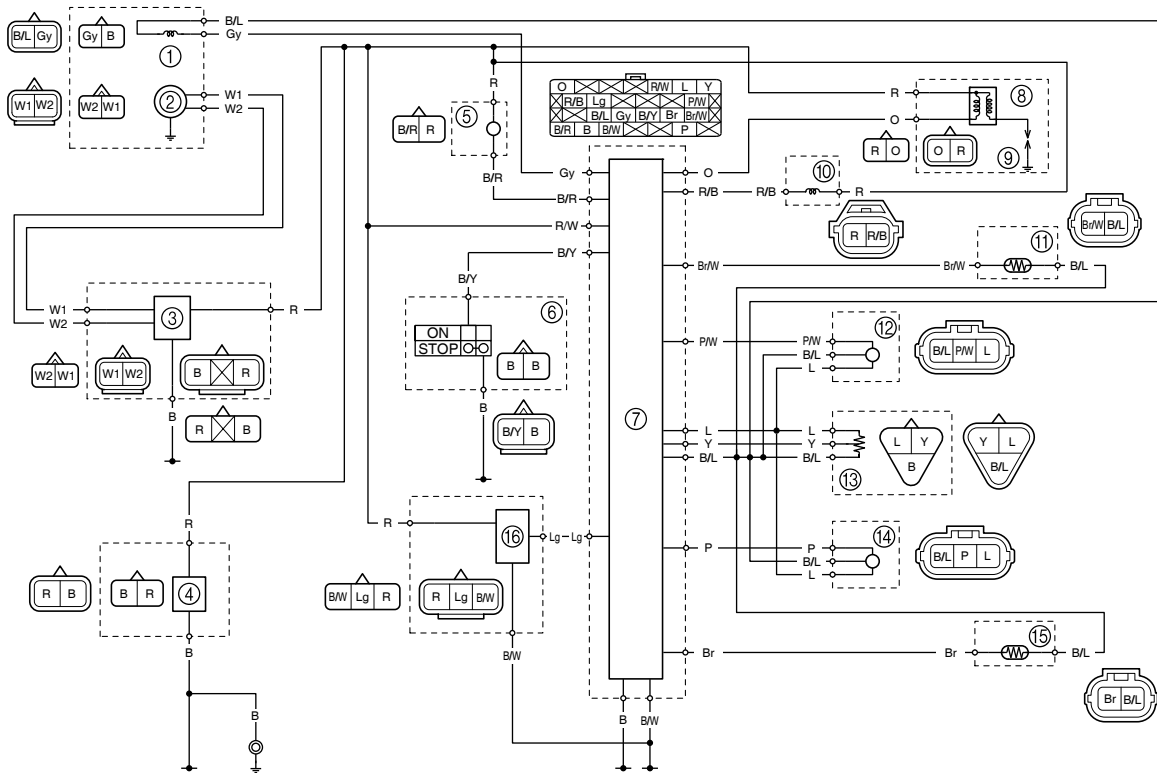 B/L
Gy
B/L Gy
Gy B
1
W1 W2
W2 W1
2
W1
W2
R
B/R R
5
B/R
O R/W L Y
R/B Lg P/W
B/L Gy B/Y Br Br/W
B/R B B/W P
R
O
8
R O
O R
9
Gy
B/R
R/W
B/Y
O
R/B
R/B
10
R
R R/B
Br/W B/L
11
Br/W
Br/W
B/L
B/Y
6
ON
STOP
B B
B
B/Y B
W1
W2
3
R
W2 W1
W1 W2
B R
B
R B
7
P/W
P/W
B/L
L
12
B/L P/W L
L
Y
B/L
L
Y
B/L
13
L Y
B
Y L
B/L
R
16
Lg
Lg
B/W Lg R
R Lg B/W
B/W
P
P
B/L
L
14
B/L P L
R
R B
B R
4
B
B
Br
Br
15
B/L
Br B/L
B
B/W